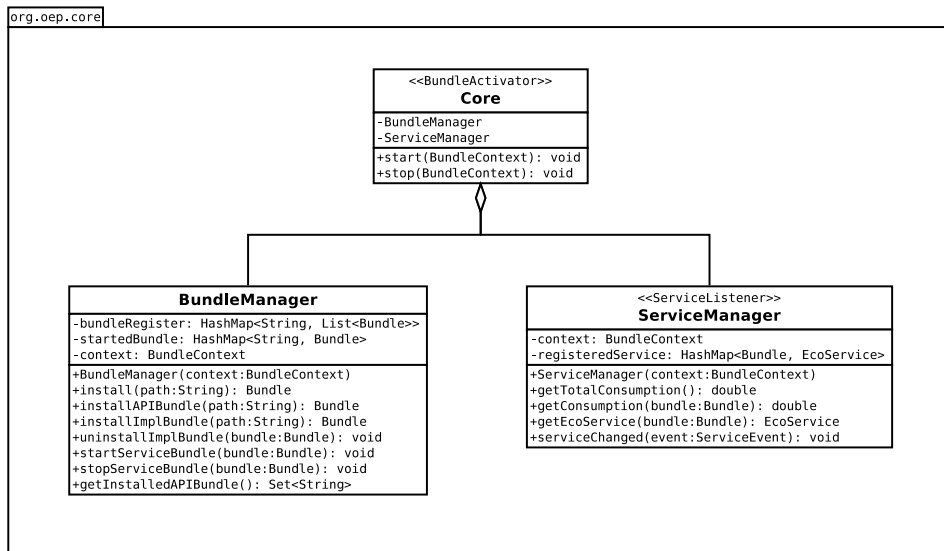 org.oep.core
<<BundleActivator>>
Core
-BundleManager
-ServiceManager
+start(BundleContext): void
+stop(BundleContext): void
BundleManager
-bundleRegister: HashMap<String, List<Bundle>>
-startedBundle: HashMap<String, Bundle>
-context: BundleContext
+BundleManager(context:BundleContext)
+install(path:String): Bundle
+installAPIBundle(path:String): Bundle
+installImplBundle(path:String): Bundle
+uninstallImplBundle(bundle:Bundle): void
+startServiceBundle(bundle:Bundle): void
+stopServiceBundle(bundle:Bundle): void
+getInstalledAPIBundle(): Set<String>
<<ServiceListener>>
ServiceManager
-context: BundleContext
-registeredService: HashMap<Bundle, EcoService>
+ServiceManager(context:BundleContext)
+getTotalConsumption(): double
+getConsumption(bundle:Bundle): double
+getEcoService(bundle:Bundle): EcoService
+serviceChanged(event:ServiceEvent): void